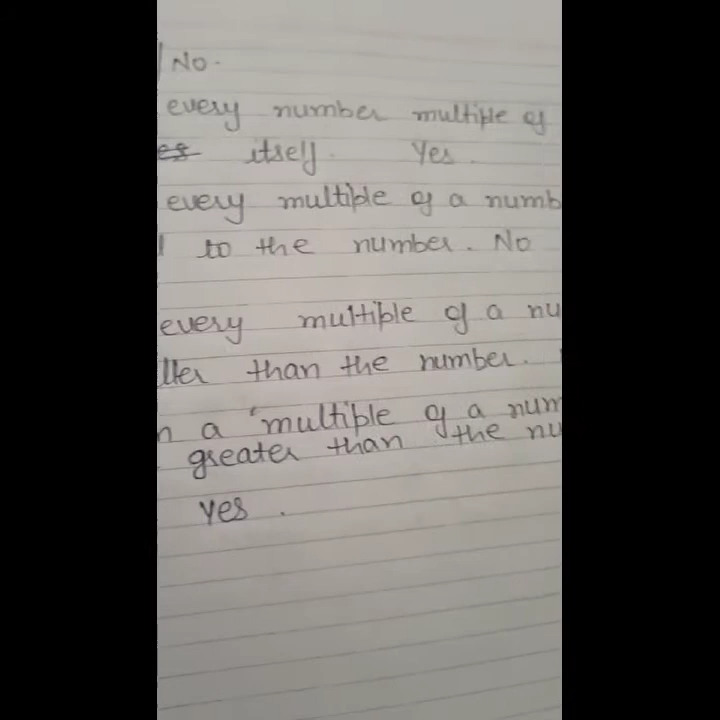 No.
every number multiple of
itself. Yes.
every multiple of a numb
to the number. No
every multiple of a nu
ller than the number.
n a multiple of a num
greater than the nu
yes.